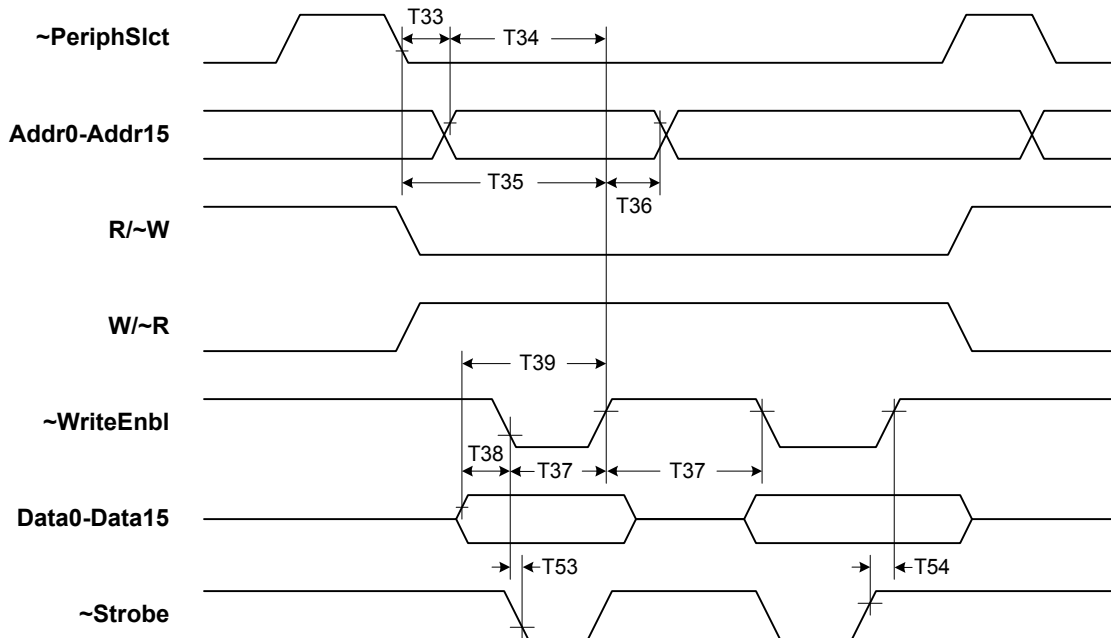 T33
~PeriphSlct
T34
Addr0-Addr15
T35
T36
R/~W
W/~R
T39
~WriteEnbl
T38
T37
T37
Data0-Data15
T53
T54
~Strobe